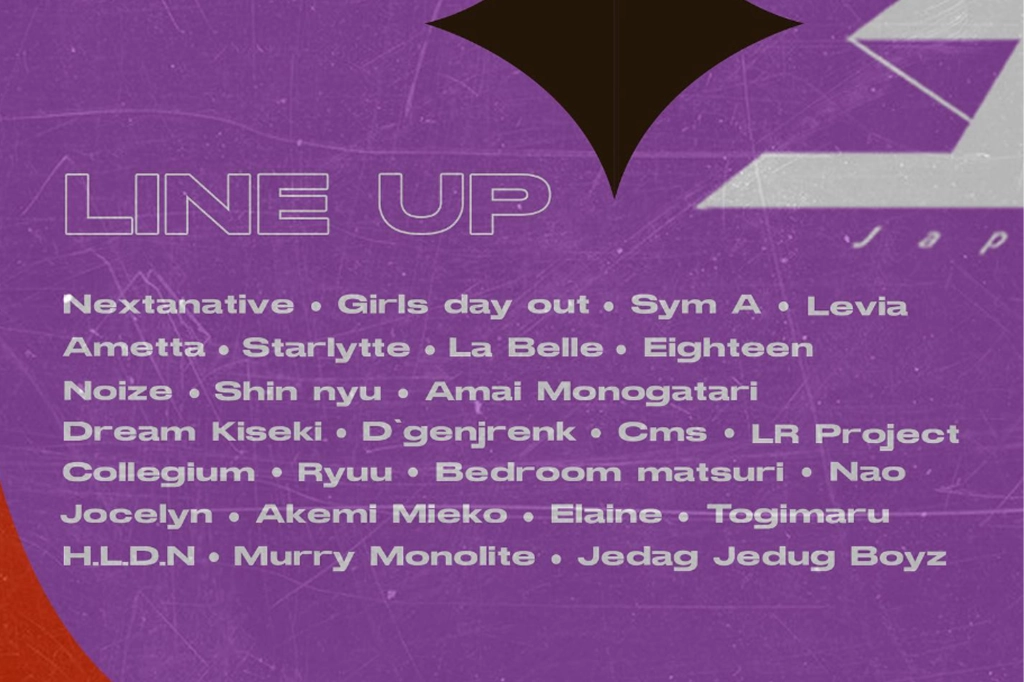 LINE UP
J a p
Nextanative • Girls day out • Sym A • Levia
Ametta • Starlytte • La Belle • Eighteen
Noize • Shin nyu • Amai Monogatari
Dream Kiseki • D`genjrenk • Cms • LR Project
Collegium • Ryuu • Bedroom matsuri • Nao
Jocelyn • Akemi Mieko • Elaine • Togimaru
H.L.D.N • Murry Monolite • Jedag Jedug Boyz